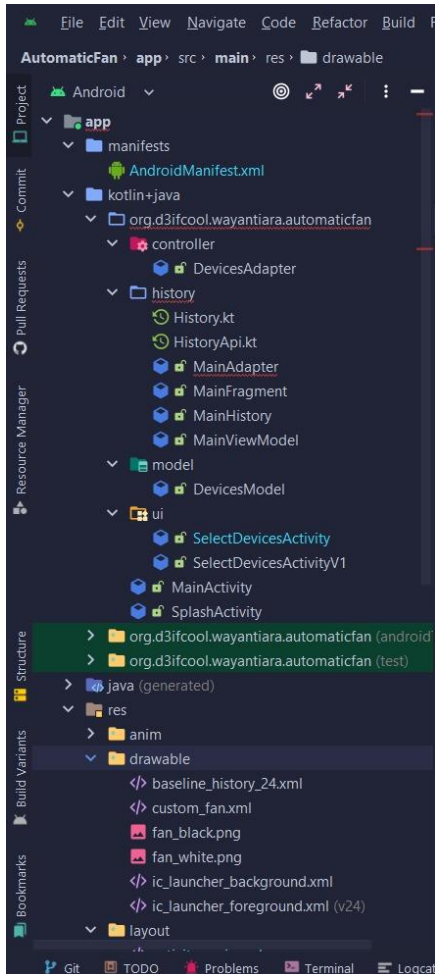 File Edit View Navigate Code Refactor Build
AutomaticFan › app › src › main › res › drawable
Project
Commit
Pull Requests
Resource Manager
Structure
Build Variants
Bookmarks
Android
app
manifests
AndroidManifest.xml
kotlin+java
org.d3ifcool.wayantiara.automaticfan
controller
DevicesAdapter
history
History.kt
HistoryApi.kt
MainAdapter
MainFragment
MainHistory
MainViewModel
model
DevicesModel
ui
SelectDevicesActivity
SelectDevicesActivityV1
MainActivity
SplashActivity
org.d3ifcool.wayantiara.automaticfan (android
org.d3ifcool.wayantiara.automaticfan (test)
java (generated)
res
anim
drawable
baseline_history_24.xml
custom_fan.xml
fan_black.png
fan_white.png
ic_launcher_background.xml
ic_launcher_foreground.xml (v24)
layout
Git TODO Problems Terminal Logcat